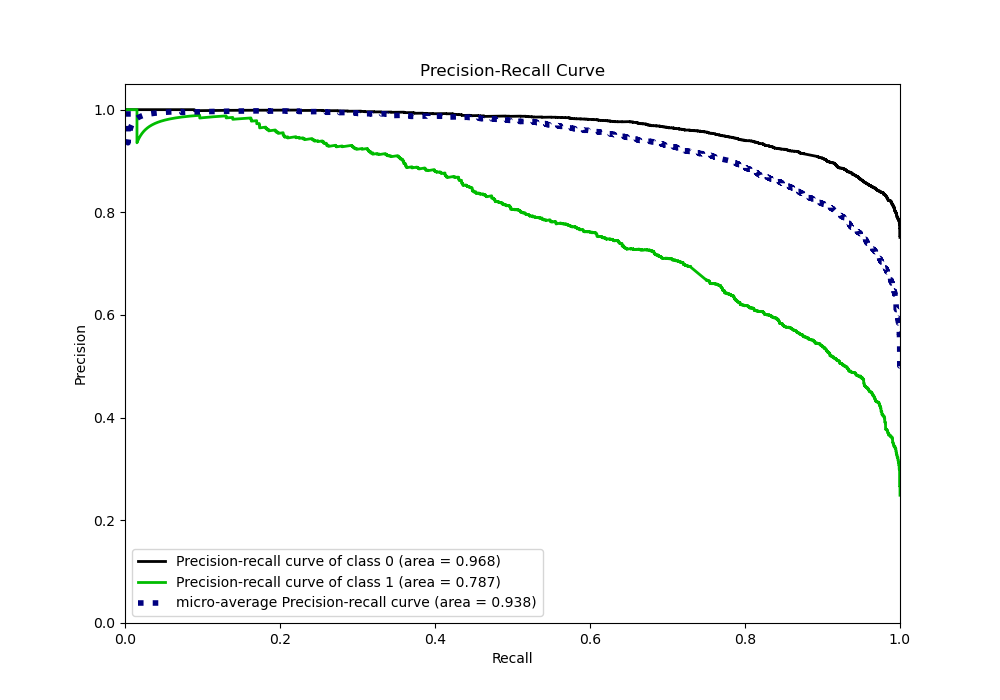 Precision-Recall Curve
1.0
0.8
0.6
0.4
0.2
0.0
Precision
Precision-recall curve of class 0 (area = 0.968)
Precision-recall curve of class 1 (area = 0.787)
micro-average Precision-recall curve (area = 0.938)
0.0 0.2 0.4 0.6 0.8 1.0
Recall